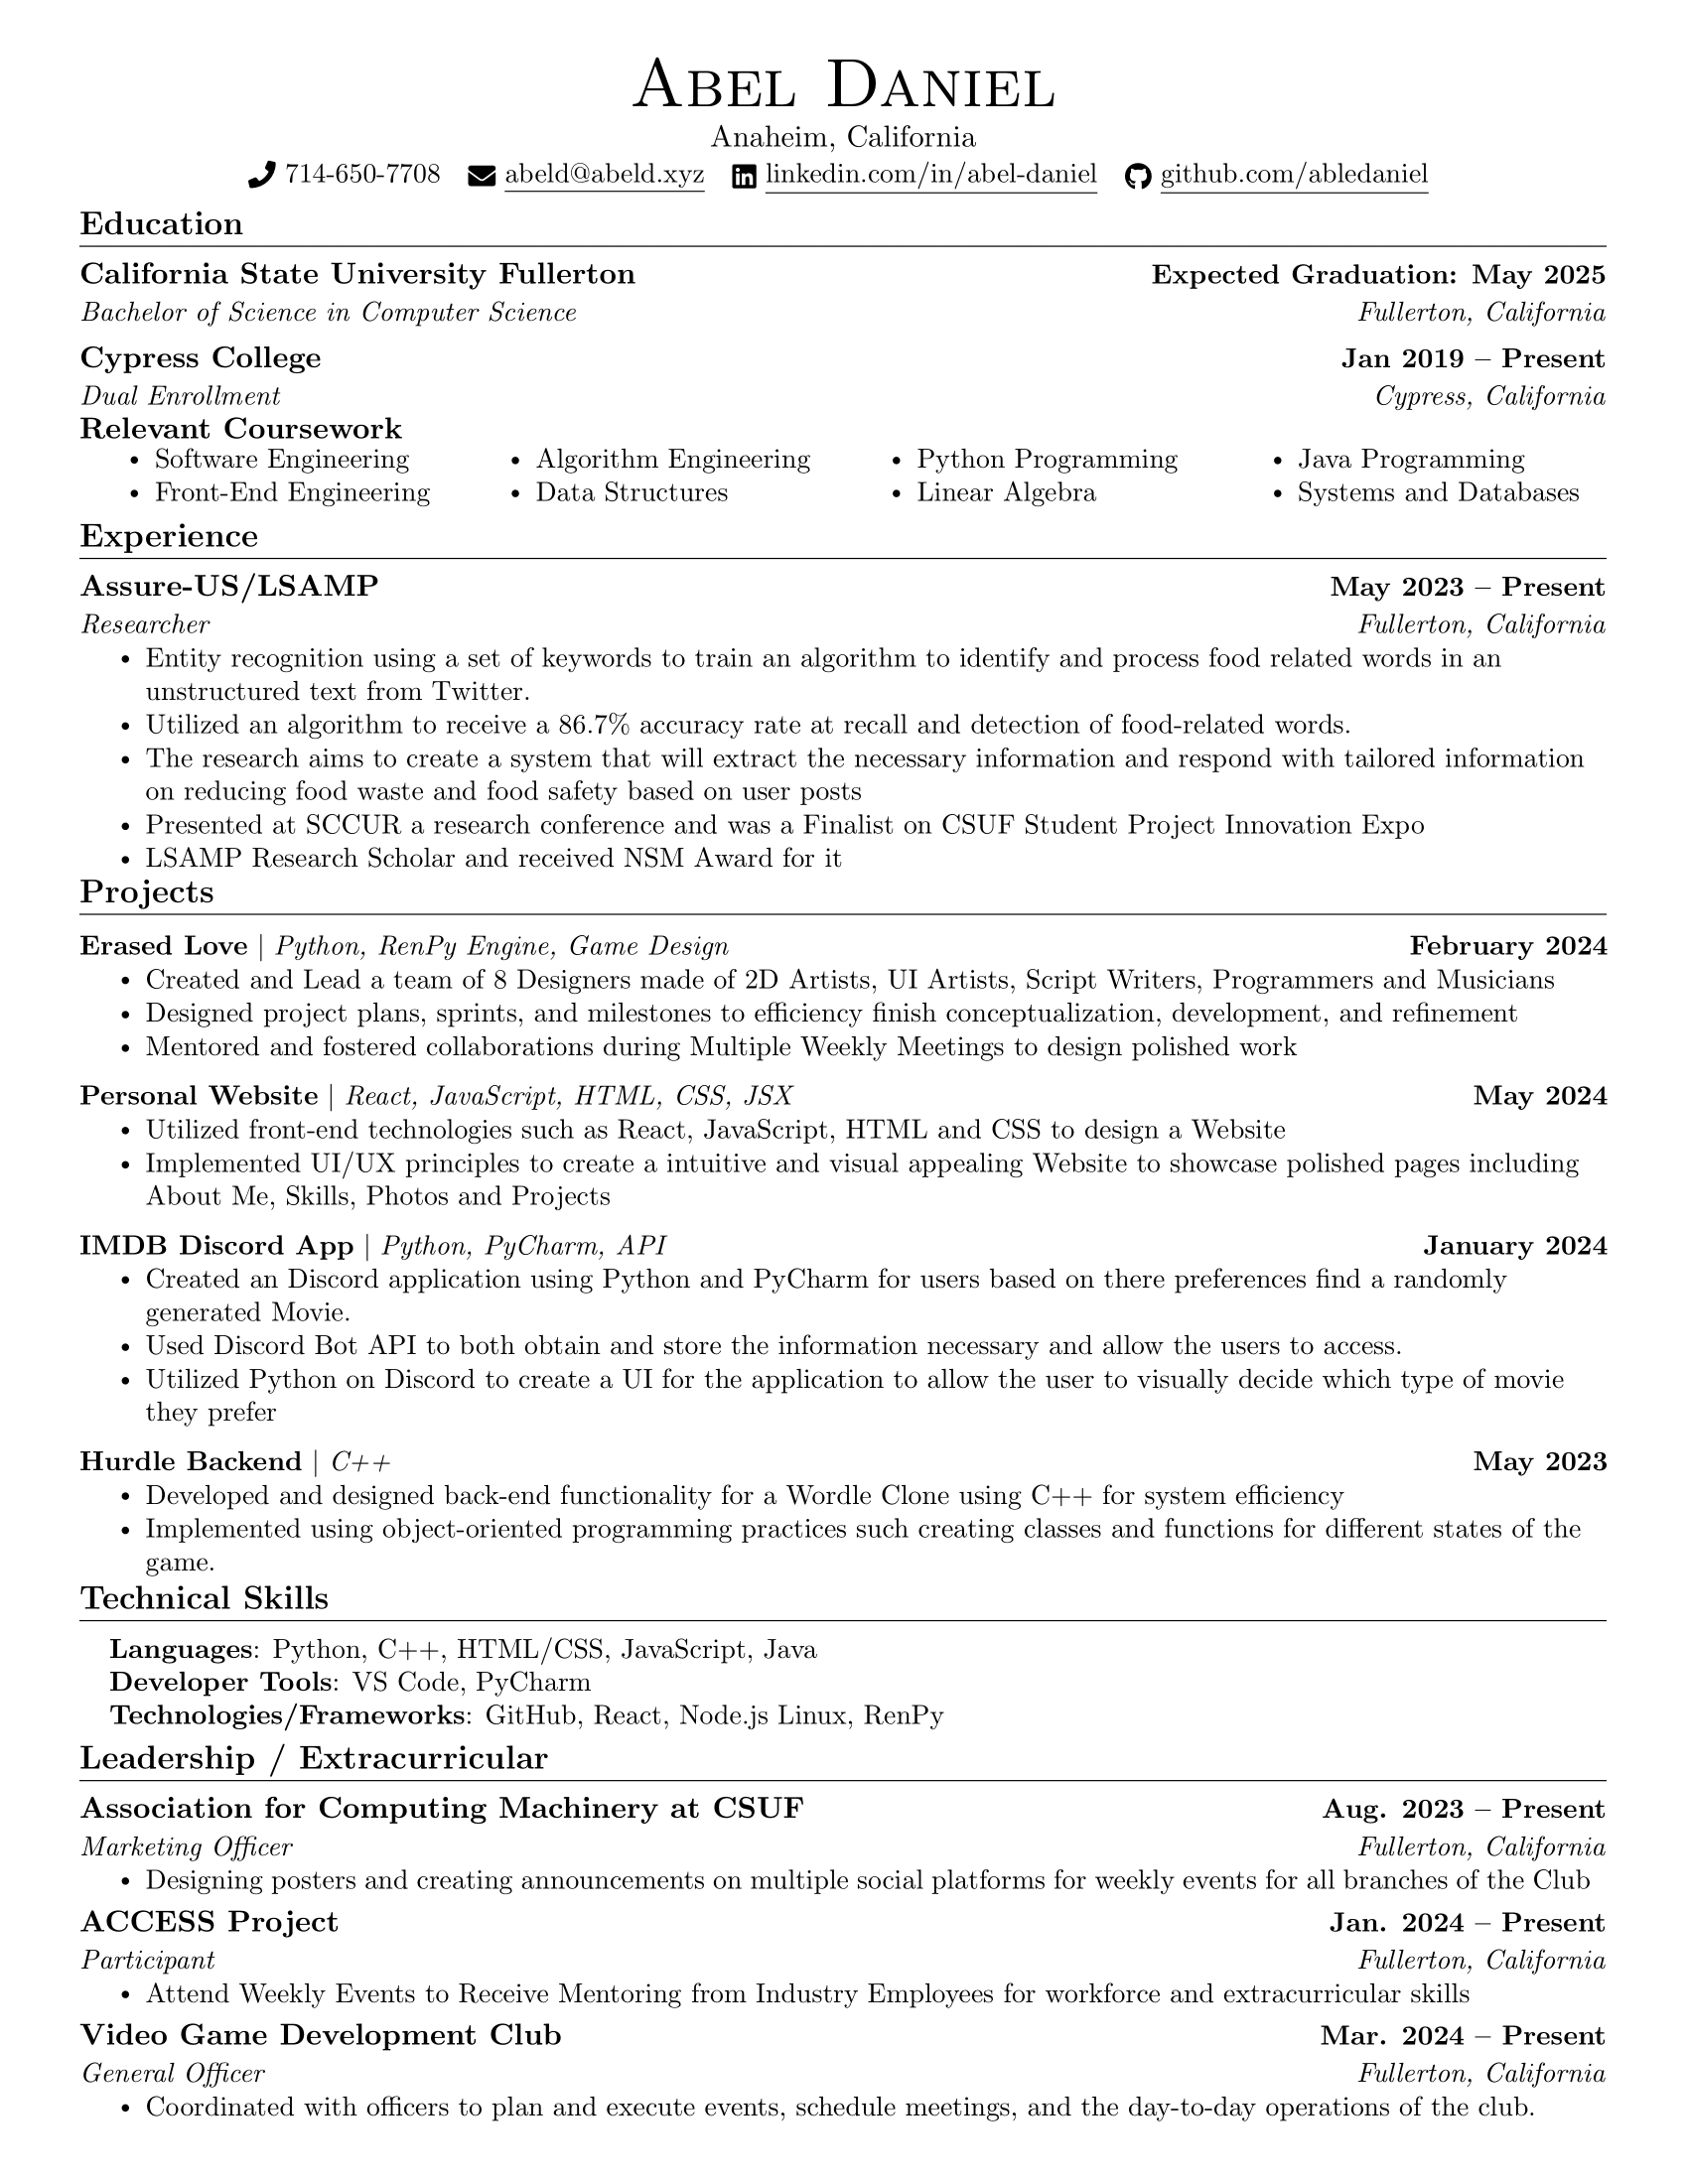 Abel Daniel
Anaheim, California
714-650-7708 abeld@abeld.xyz linkedin.com/in/abel-daniel github.com/abledaniel
Education
California State University Fullerton Expected Graduation: May 2025
Bachelor of Science in Computer Science Fullerton, California
Cypress College Jan 2019 – Present
Dual Enrollment Cypress, California
Relevant Coursework
• Software Engineering • Algorithm Engineering • Python Programming • Java Programming
• Front-End Engineering • Data Structures • Linear Algebra • Systems and Databases
Experience
Assure-US/LSAMP May 2023 – Present
Researcher Fullerton, California
• Entity recognition using a set of keywords to train an algorithm to identify and process food related words in an
unstructured text from Twitter.
• Utilized an algorithm to receive a 86.7% accuracy rate at recall and detection of food-related words.
• The research aims to create a system that will extract the necessary information and respond with tailored information
on reducing food waste and food safety based on user posts
• Presented at SCCUR a research conference and was a Finalist on CSUF Student Project Innovation Expo
• LSAMP Research Scholar and received NSM Award for it
Projects
Erased Love | Python, RenPy Engine, Game Design February 2024
• Created and Lead a team of 8 Designers made of 2D Artists, UI Artists, Script Writers, Programmers and Musicians
• Designed project plans, sprints, and milestones to efficiency finish conceptualization, development, and refinement
• Mentored and fostered collaborations during Multiple Weekly Meetings to design polished work
Personal Website | React, JavaScript, HTML, CSS, JSX May 2024
• Utilized front-end technologies such as React, JavaScript, HTML and CSS to design a Website
• Implemented UI/UX principles to create a intuitive and visual appealing Website to showcase polished pages including
About Me, Skills, Photos and Projects
IMDB Discord App | Python, PyCharm, API January 2024
• Created an Discord application using Python and PyCharm for users based on there preferences find a randomly
generated Movie.
• Used Discord Bot API to both obtain and store the information necessary and allow the users to access.
• Utilized Python on Discord to create a UI for the application to allow the user to visually decide which type of movie
they prefer
Hurdle Backend | C++ May 2023
• Developed and designed back-end functionality for a Wordle Clone using C++ for system efficiency
• Implemented using object-oriented programming practices such creating classes and functions for different states of the
game.
Technical Skills
Languages: Python, C++, HTML/CSS, JavaScript, Java
Developer Tools: VS Code, PyCharm
Technologies/Frameworks: GitHub, React, Node.js Linux, RenPy
Leadership / Extracurricular
Association for Computing Machinery at CSUF Aug. 2023 – Present
Marketing Officer Fullerton, California
• Designing posters and creating announcements on multiple social platforms for weekly events for all branches of the Club
ACCESS Project Jan. 2024 – Present
Participant Fullerton, California
• Attend Weekly Events to Receive Mentoring from Industry Employees for workforce and extracurricular skills
Video Game Development Club Mar. 2024 – Present
General Officer Fullerton, California
• Coordinated with officers to plan and execute events, schedule meetings, and the day-to-day operations of the club.